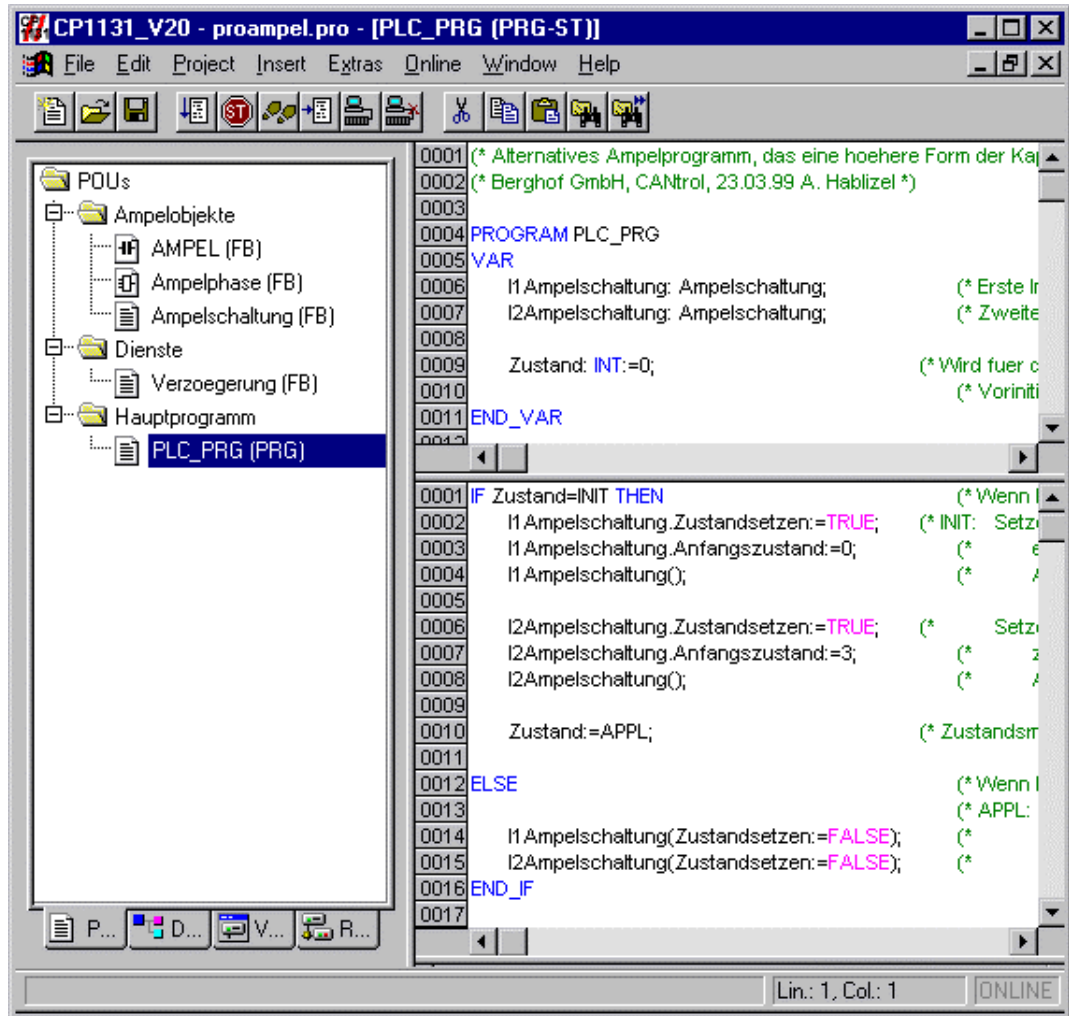 CP1131_V20 - proampel.pro - [PLC_PRG (PRG-ST)]
File Edit Project Insert Extras Online Window Help
POUs
Ampelobjekte
AMPEL (FB)
Ampelphase (FB)
Ampelschaltung (FB)
Dienste
Verzoegerung (FB)
Hauptprogramm
PLC_PRG (PRG)
P... D... V... R...
0001 (* Alternatives Ampelprogramm, das eine hoehere Form der
0002 (* Berghof GmbH, CANtrol, 23.03.99 A. Hablizel *)
0003
0004 PROGRAM PLC_PRG
0005 VAR
0006 I1Ampelschaltung: Ampelschaltung; (* Erste
0007 I2Ampelschaltung: Ampelschaltung; (* Zweite
0008
0009 Zustand: INT:=0; (* Wird fuer
0010 (*
0011 END_VAR
0012
0001 IF Zustand=INIT THEN (* Wenn
0002 I1Ampelschaltung.Zustandsetzen:=TRUE; (* INIT:
0003 I1Ampelschaltung.Anfangszustand:=0; (*
0004 I1Ampelschaltung(); (*
0005
0006 I2Ampelschaltung.Zustandsetzen:=TRUE; (*
0007 I2Ampelschaltung.Anfangszustand:=3; (*
0008 I2Ampelschaltung(); (*
0009
0010 Zustand:=APPL; (*
0011
0012 ELSE (* Wenn
0013 (* APPL:
0014 I1Ampelschaltung(Zustandsetzen:=FALSE); (*
0015 I2Ampelschaltung(Zustandsetzen:=FALSE); (*
0016 END_IF
0017
Lin.: 1, Col.: 1 ONLINE